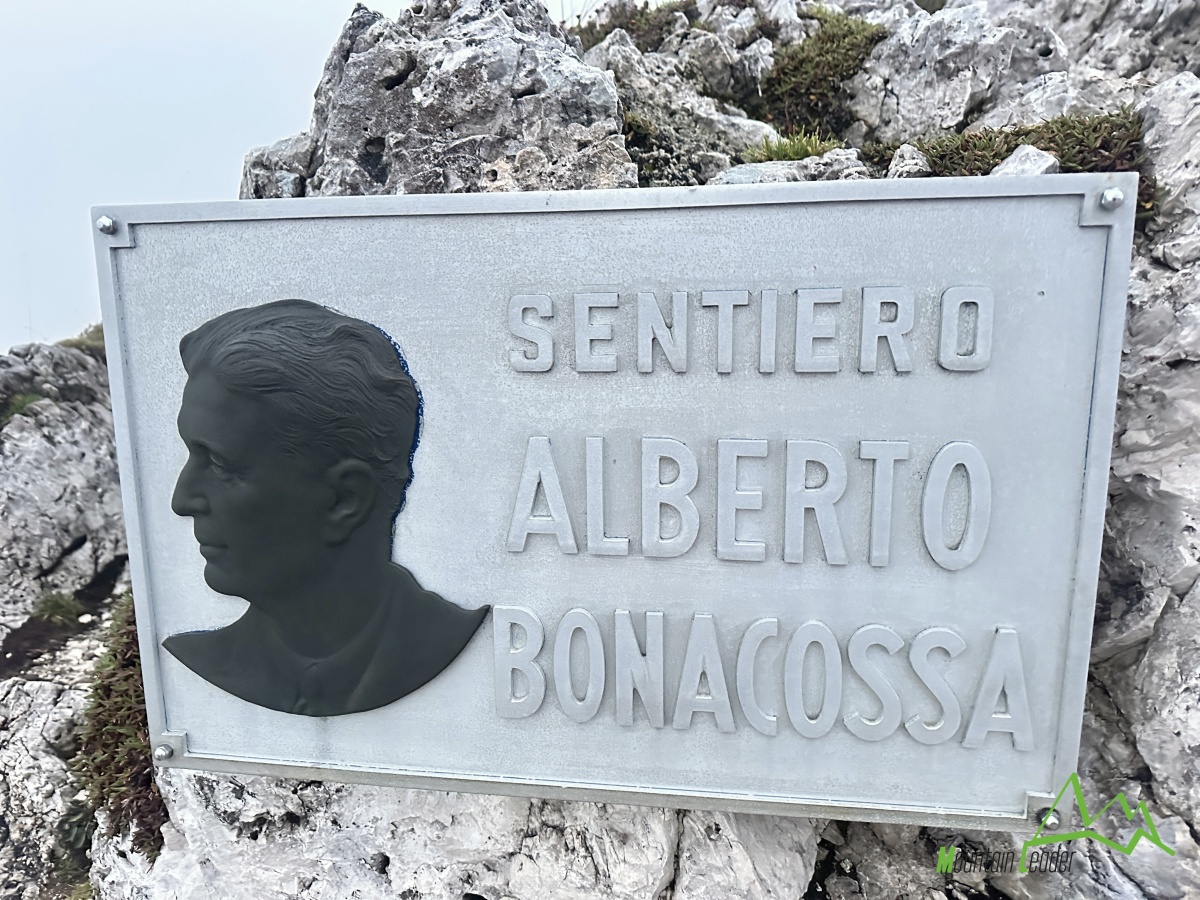 SENTIERO
ALBERTO
BONACOSSA
Mountain Leader